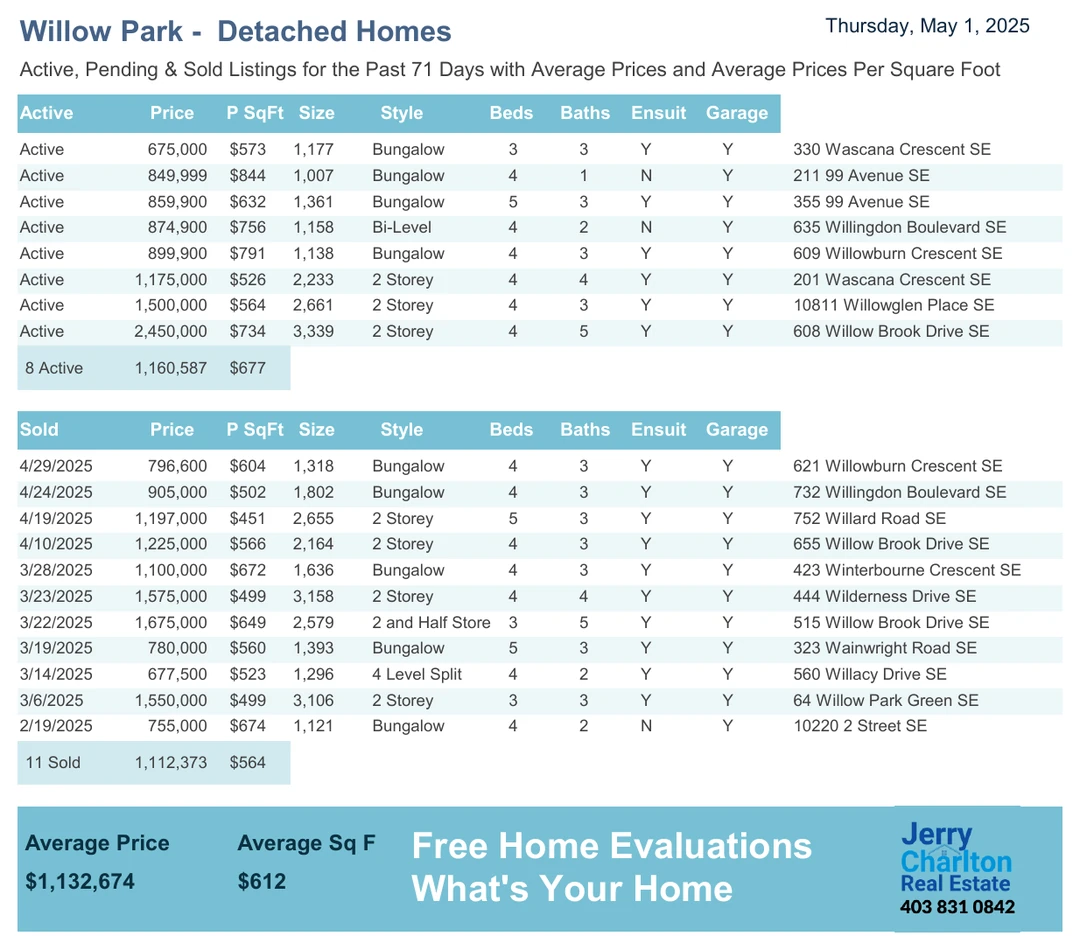 Willow Park - Detached Homes
Thursday, May 1, 2025
Active, Pending & Sold Listings for the Past 71 Days with Average Prices and Average Prices Per Square Foot
Active Price P SqFt Size Style Beds Baths Ensuit Garage
Active 675,000 $573 1,177 Bungalow 3 3 Y Y 330 Wascana Crescent SE
Active 849,999 $844 1,007 Bungalow 4 1 N Y 211 99 Avenue SE
Active 859,900 $632 1,361 Bungalow 5 3 Y Y 355 99 Avenue SE
Active 874,900 $756 1,158 Bi-Level 4 2 N Y 635 Willingdon Boulevard SE
Active 899,900 $791 1,138 Bungalow 4 3 Y Y 609 Willowburn Crescent SE
Active 1,175,000 $526 2,233 2 Storey 4 4 Y Y 201 Wascana Crescent SE
Active 1,500,000 $564 2,661 2 Storey 4 3 Y Y 10811 Willowglen Place SE
Active 2,450,000 $734 3,339 2 Storey 4 5 Y Y 608 Willow Brook Drive SE
8 Active 1,160,587 $677
Sold Price P SqFt Size Style Beds Baths Ensuit Garage
4/29/2025 796,600 $604 1,318 Bungalow 4 3 Y Y 621 Willowburn Crescent SE
4/24/2025 905,000 $502 1,802 Bungalow 4 3 Y Y 732 Willingdon Boulevard SE
4/19/2025 1,197,000 $451 2,655 2 Storey 5 3 Y Y 752 Willard Road SE
4/10/2025 1,225,000 $566 2,164 2 Storey 4 3 Y Y 655 Willow Brook Drive SE
3/28/2025 1,100,000 $672 1,636 Bungalow 4 3 Y Y 423 Winterbourne Crescent SE
3/23/2025 1,575,000 $499 3,158 2 Storey 4 4 Y Y 444 Wilderness Drive SE
3/22/2025 1,675,000 $649 2,579 2 and Half Store 3 5 Y Y 515 Willow Brook Drive SE
3/19/2025 780,000 $560 1,393 Bungalow 5 3 Y Y 323 Wainwright Road SE
3/14/2025 677,500 $523 1,296 4 Level Split 4 2 Y Y 560 Willacy Drive SE
3/6/2025 1,550,000 $499 3,106 2 Storey 3 3 Y Y 64 Willow Park Green SE
2/19/2025 755,000 $674 1,121 Bungalow 4 2 N Y 10220 2 Street SE
11 Sold 1,112,373 $564
Average Price Average Sq F
$1,132,674 $612
Free Home Evaluations
What's Your Home
Jerry
Charlton
Real Estate
403 831 0842